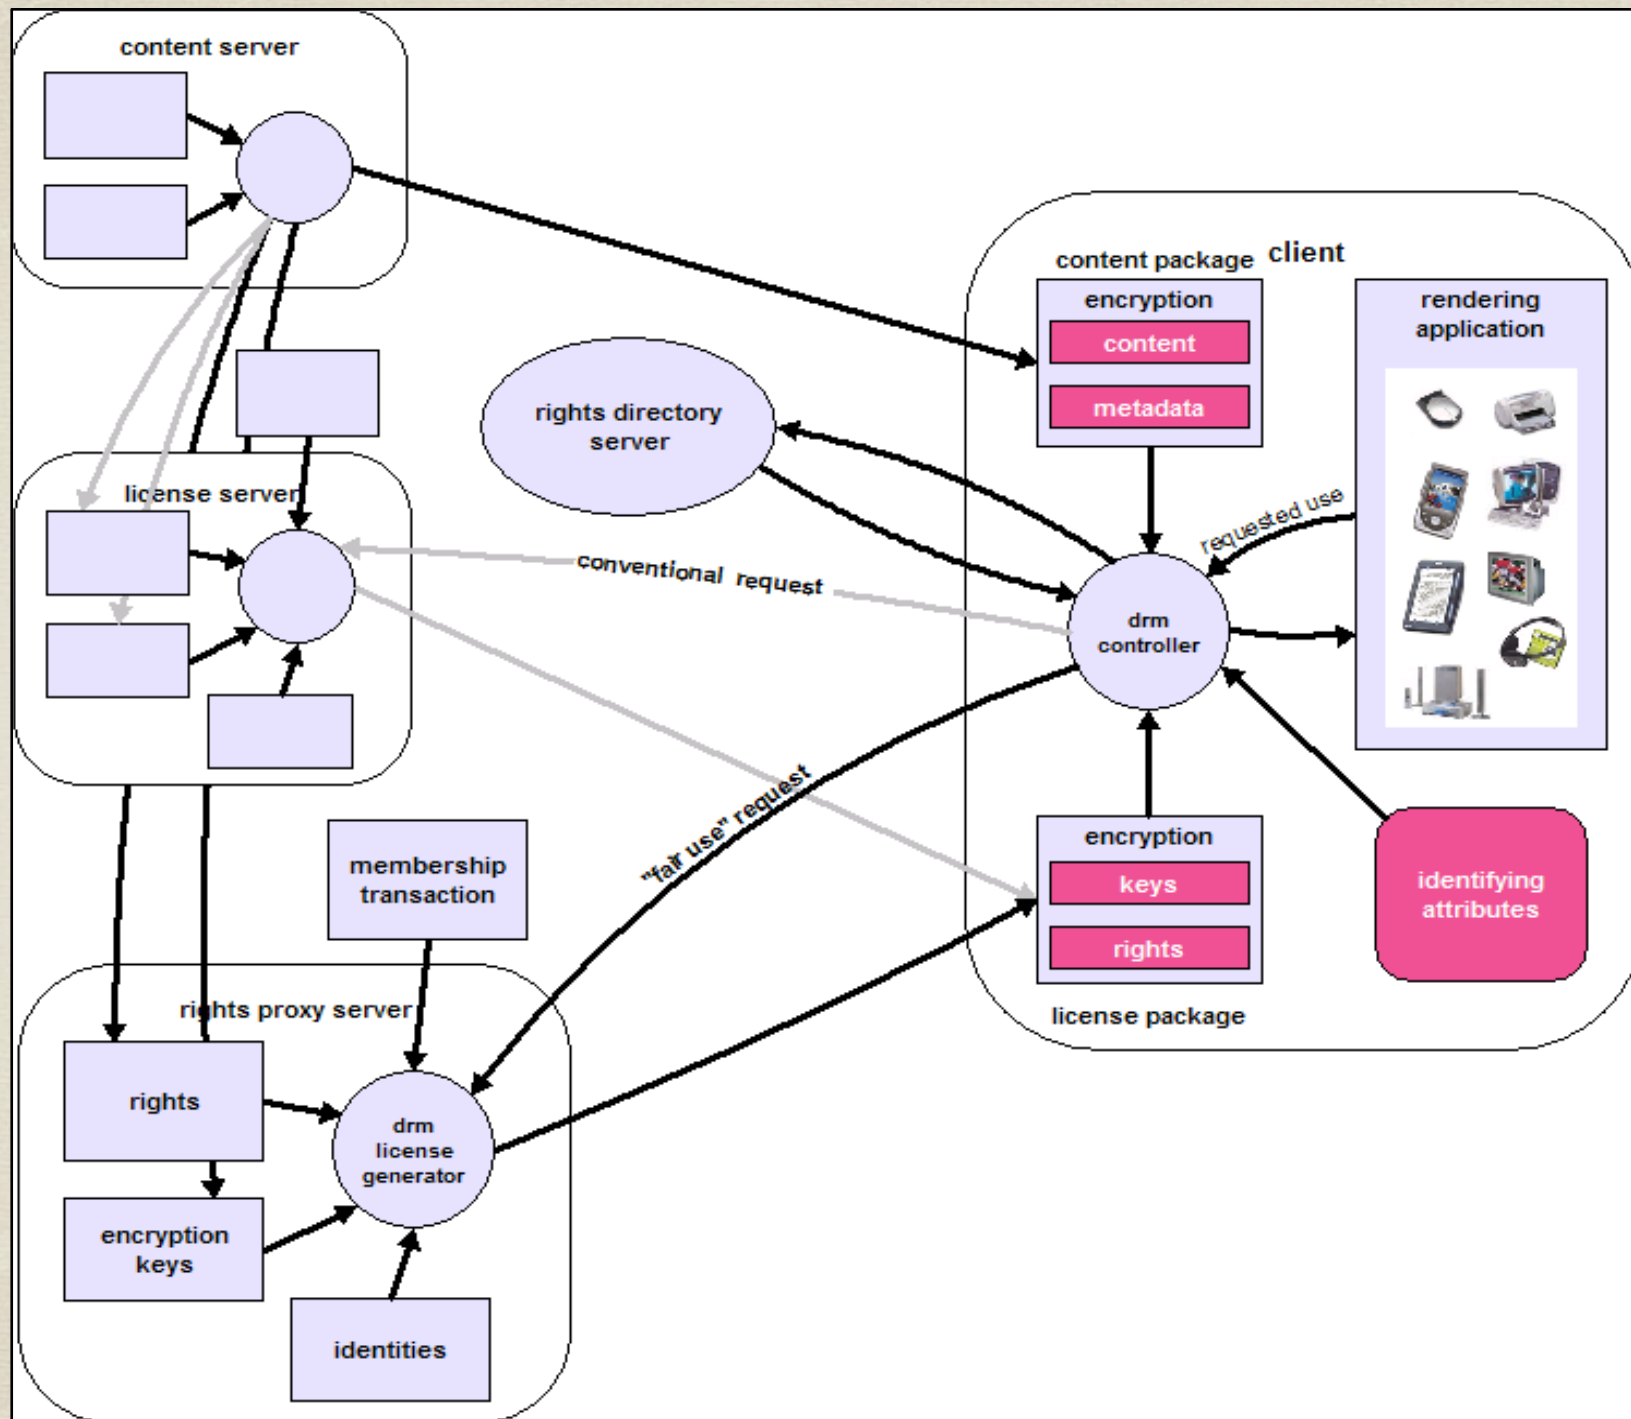 content server
content package
client
encryption
content
metadata
rendering
application
rights directory
server
license server
requested use
conventional request
drm
controller
"fair use" request
membership
transaction
encryption
keys
rights
license package
identifying
attributes
rights proxy server
rights
drm
license
generator
encryption
keys
identities